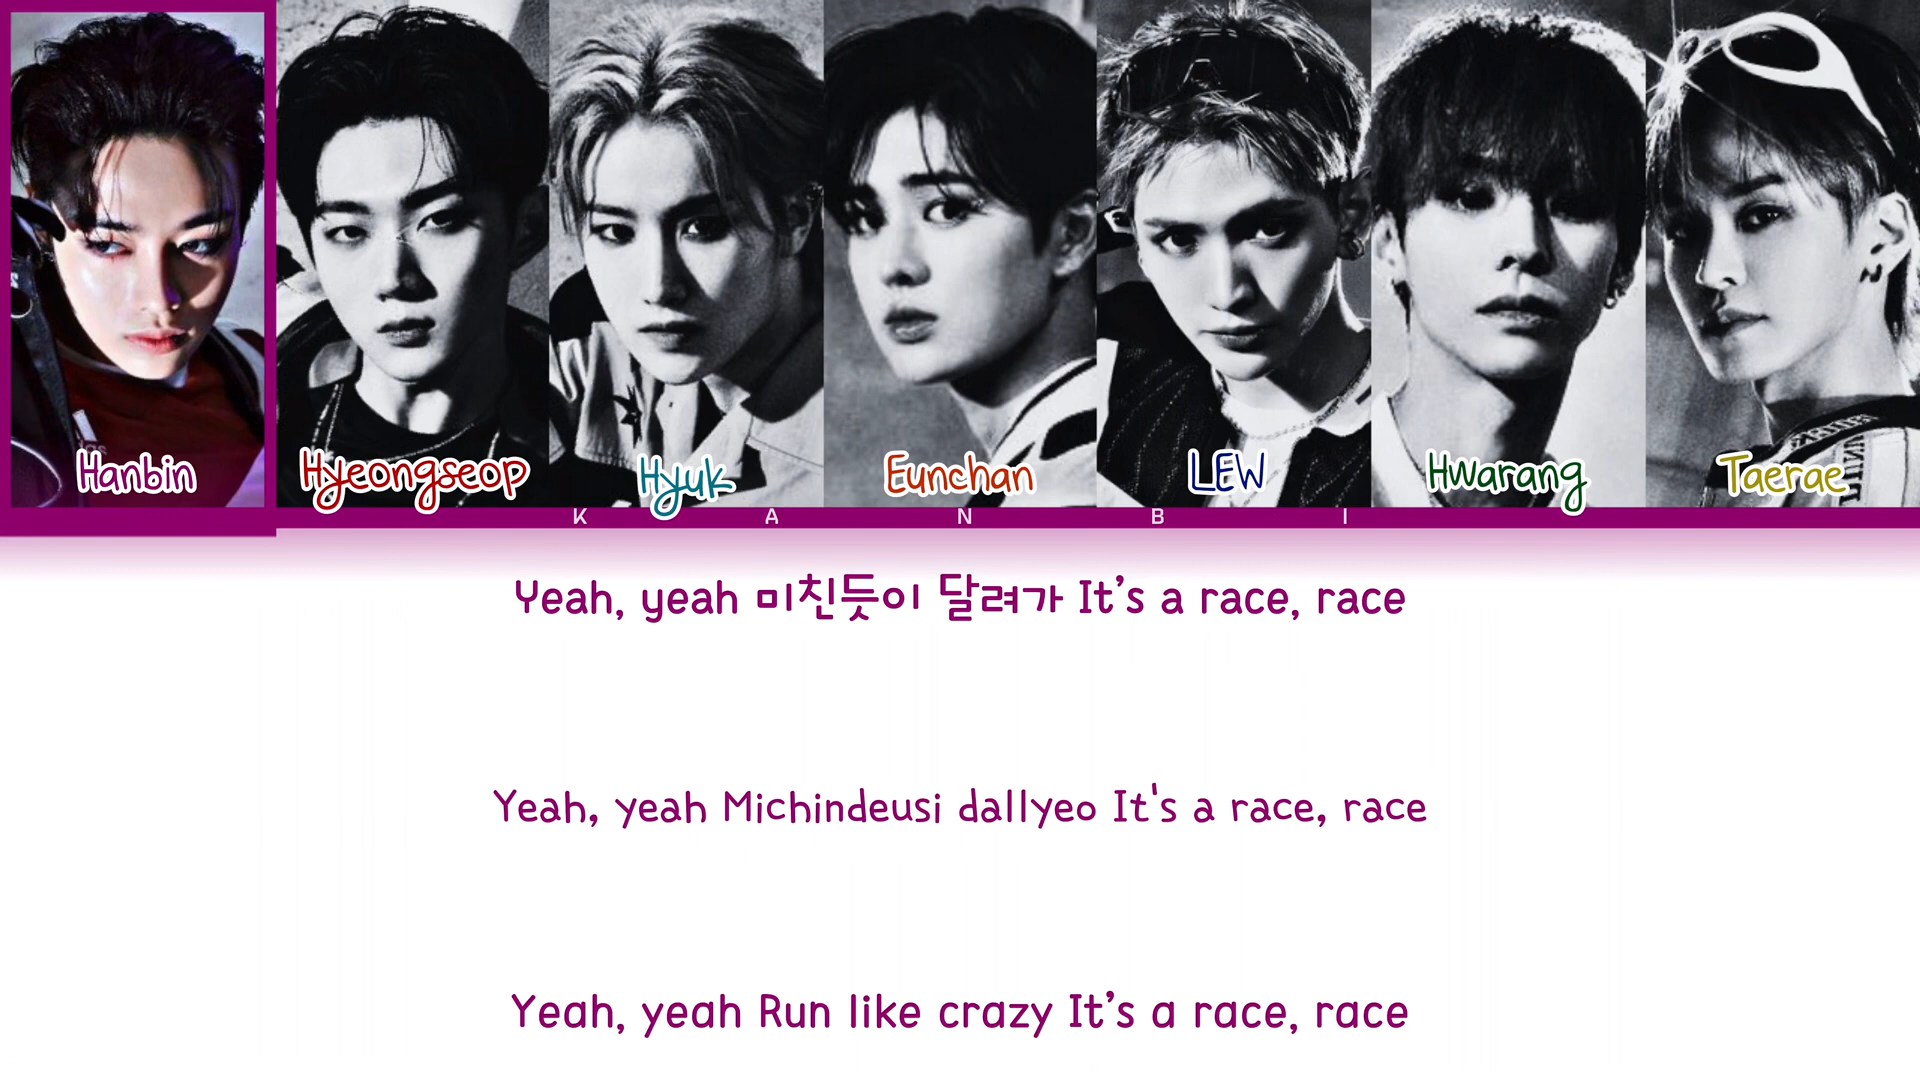 Hanbin
Hyeongseop
Hyuk
Eunchan
LEW
Hwarang
Taerae
K A N B I
Yeah, yeah 미친듯이 달려가 It’s a race, race
Yeah, yeah Michindeusi dallyeo It's a race, race
Yeah, yeah Run like crazy It’s a race, race